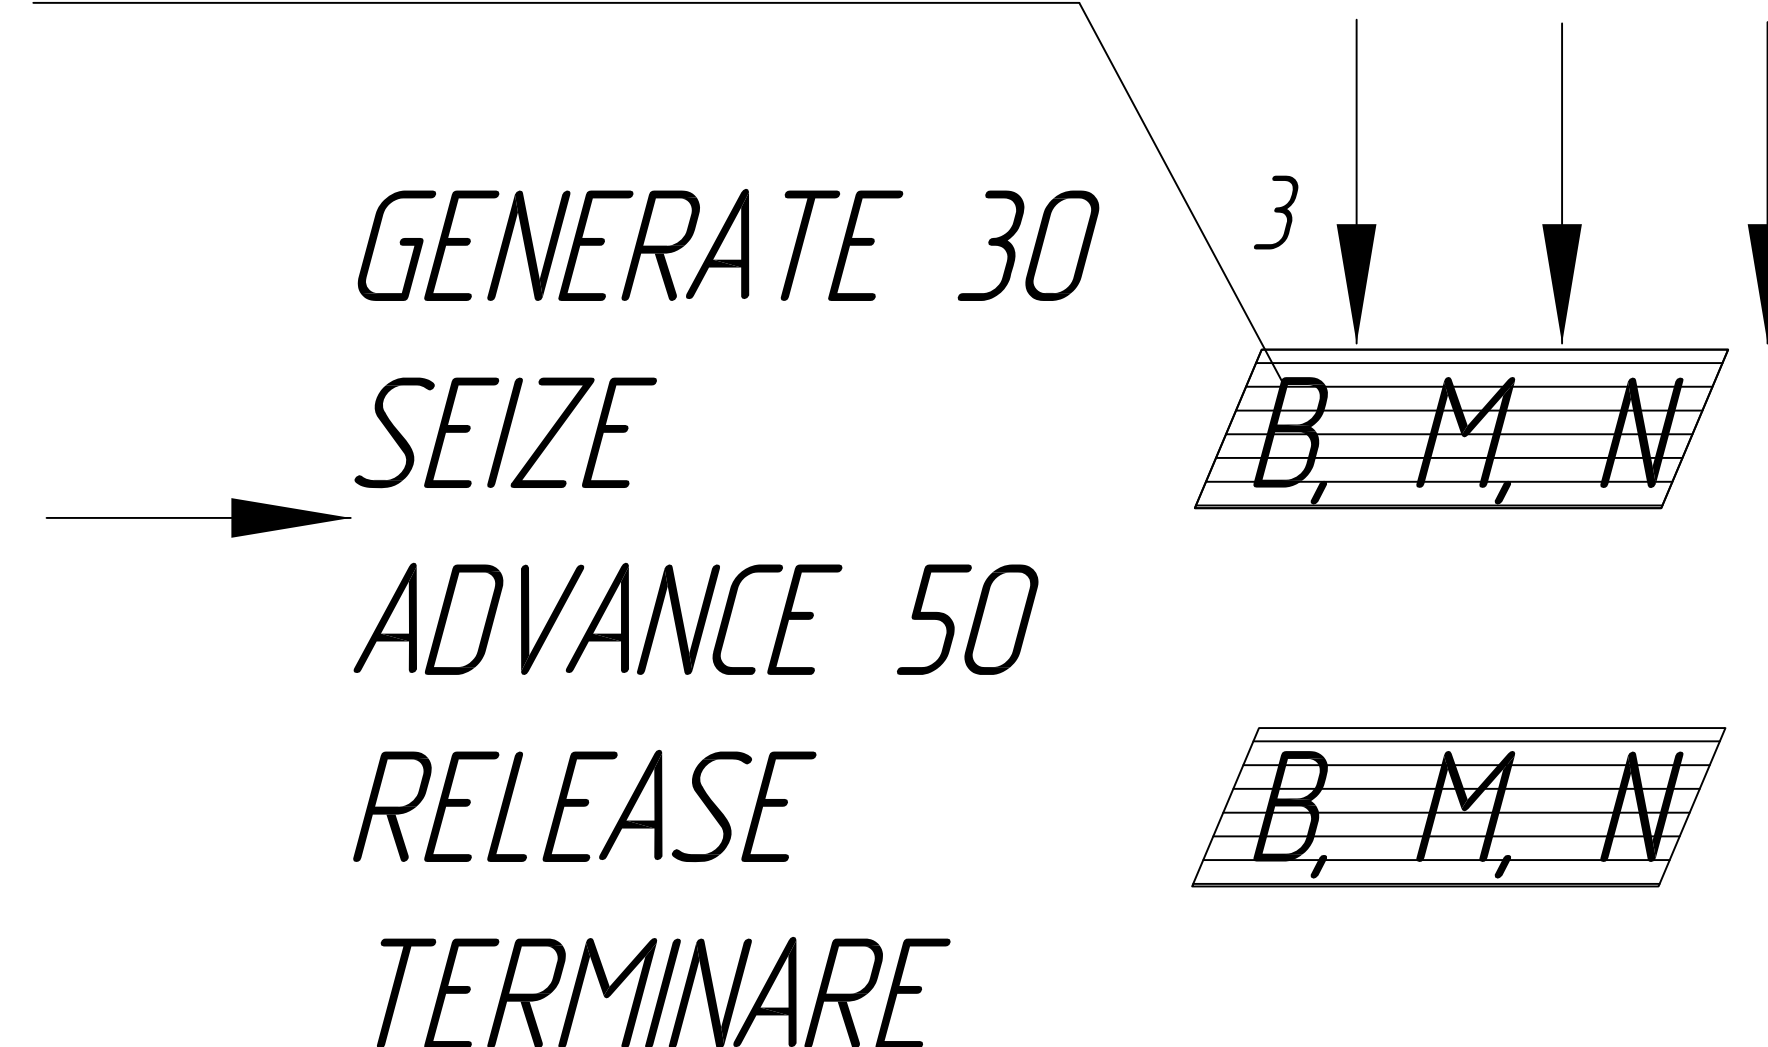 GENERATE 30
3
SEIZE
B, M, N
ADVANCE 50
RELEASE
B, M, N
TERMINARE